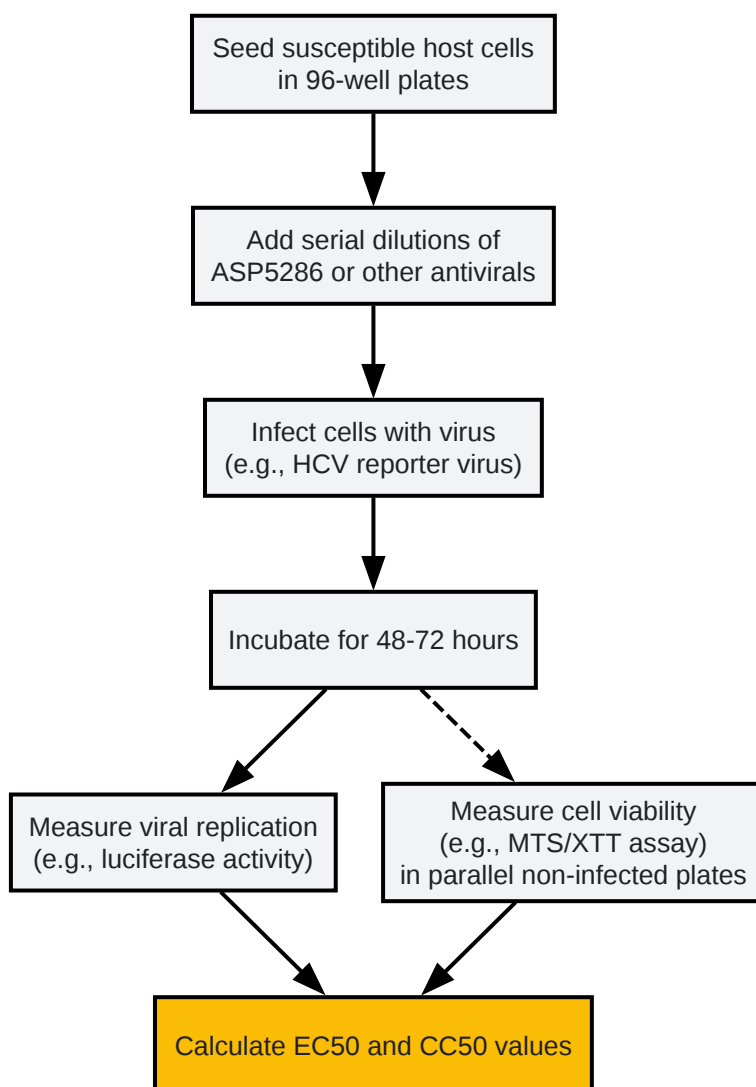 Seed susceptible host cells
in 96-well plates
Add serial dilutions of
ASP5286 or other antivirals
Infect cells with virus
(e.g., HCV reporter virus)
Incubate for 48-72 hours
Measure viral replication
(e.g., luciferase activity)
Measure cell viability
(e.g., MTS/XTT assay)
in parallel non-infected plates
Calculate EC50 and CC50 values